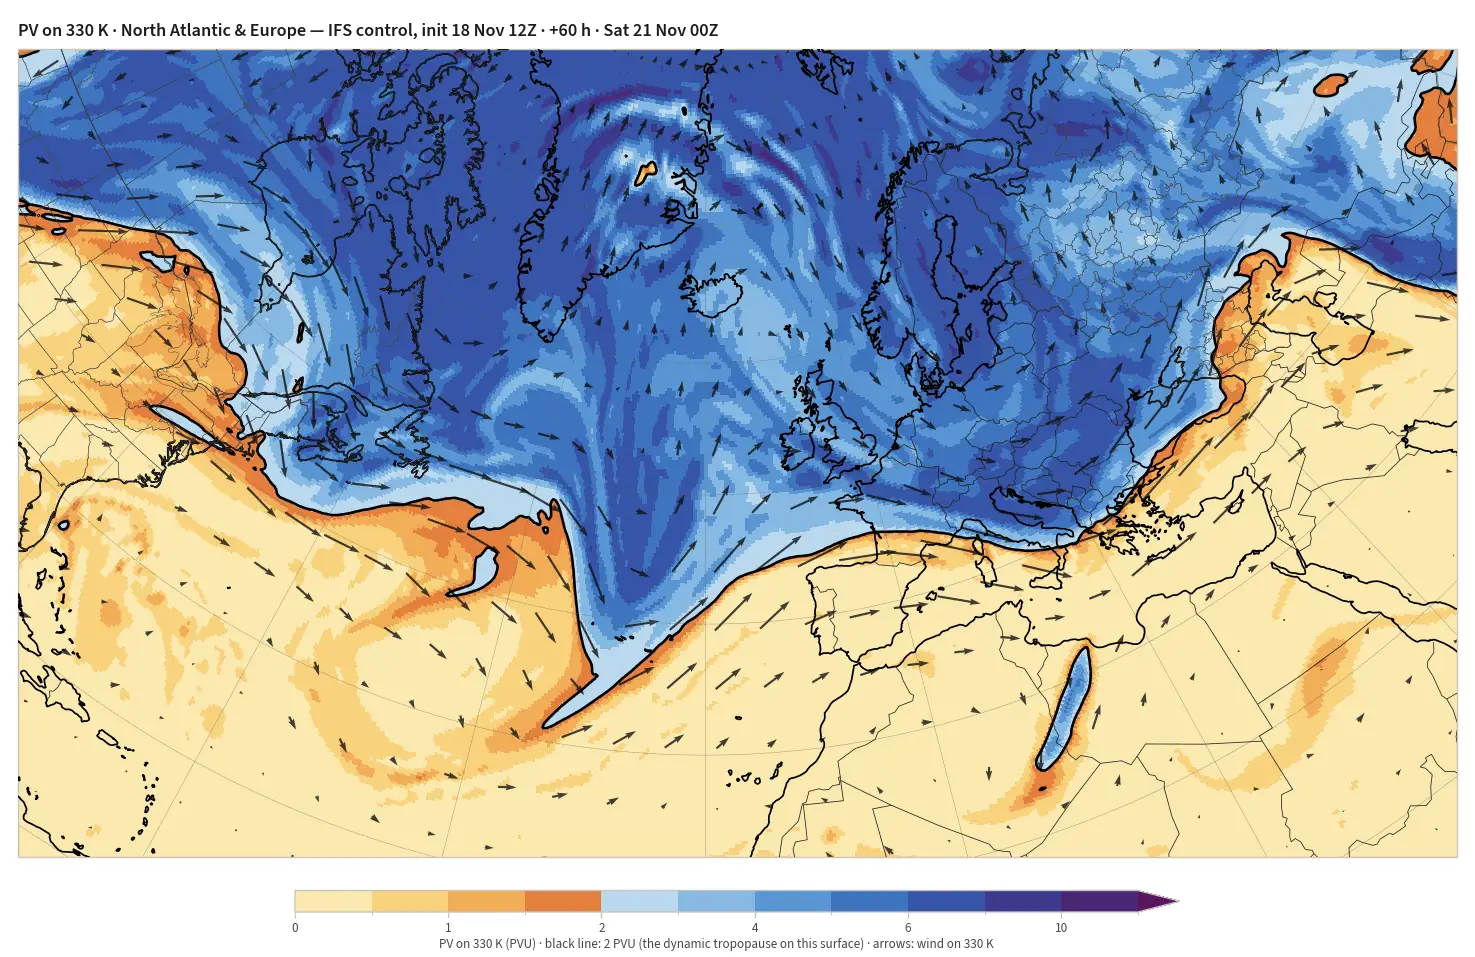 PV on 330 K · North Atlantic & Europe — IFS control, init 18 Nov 12Z · +60 h · Sat 21 Nov 00Z
0 1 2 4 6 10
PV on 330 K (PVU) · black line: 2 PVU (the dynamic tropopause on this surface) · arrows: wind on 330 K